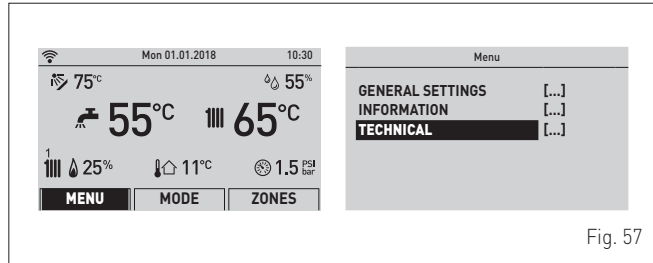 Mon 01.01.2018 10:30
75°C 55%
55°C 65°C
1
25% 11°C 1.5 PSI bar
MENU MODE ZONES
Menu
GENERAL SETTINGS [...]
INFORMATION [...]
TECHNICAL [...]
Fig. 57